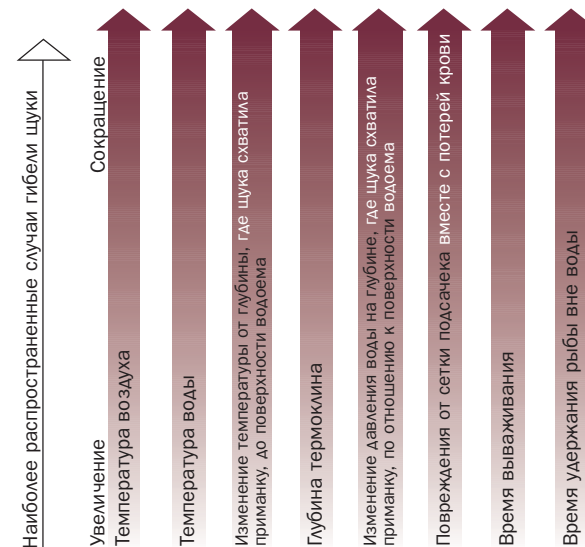 Наиболее распространенные случаи гибели щуки
Увеличение
Сокращение
Температура воздуха
Температура воды
Изменение температуры от глубины, где щука схватила
приманку, до поверхности водоема
Глубина термоклина
Изменение давления воды на глубине, где щука схватила
приманку, по отношению к поверхности водоема
Повреждения от сетки подсачека вместе с потерей крови
Время вываживания
Время удержания рыбы вне воды